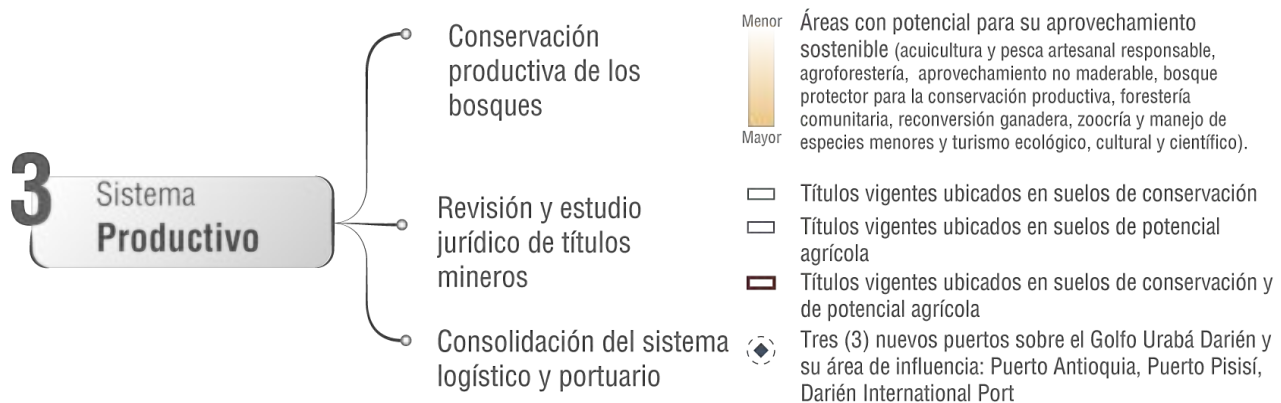 3
Sistema
Productivo
Conservación
productiva de los
bosques
Menor
Mayor
Áreas con potencial para su aprovechamiento
sostenible (acuicultura y pesca artesanal responsable,
agroforestería, aprovechamiento no maderable, bosque
protector para la conservación productiva, forestería
comunitaria, reconversión ganadera, zoocría y manejo de
especies menores y turismo ecológico, cultural y científico).
Revisión y estudio
jurídico de títulos
mineros
Títulos vigentes ubicados en suelos de conservación
Títulos vigentes ubicados en suelos de potencial
agrícola
Títulos vigentes ubicados en suelos de conservación y
de potencial agrícola
Consolidación del sistema
logístico y portuario
Tres (3) nuevos puertos sobre el Golfo Urabá Darién y
su área de influencia: Puerto Antioquia, Puerto Pisisí,
Darién International Port